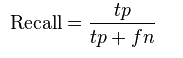 Recall = tp / (tp + fn)